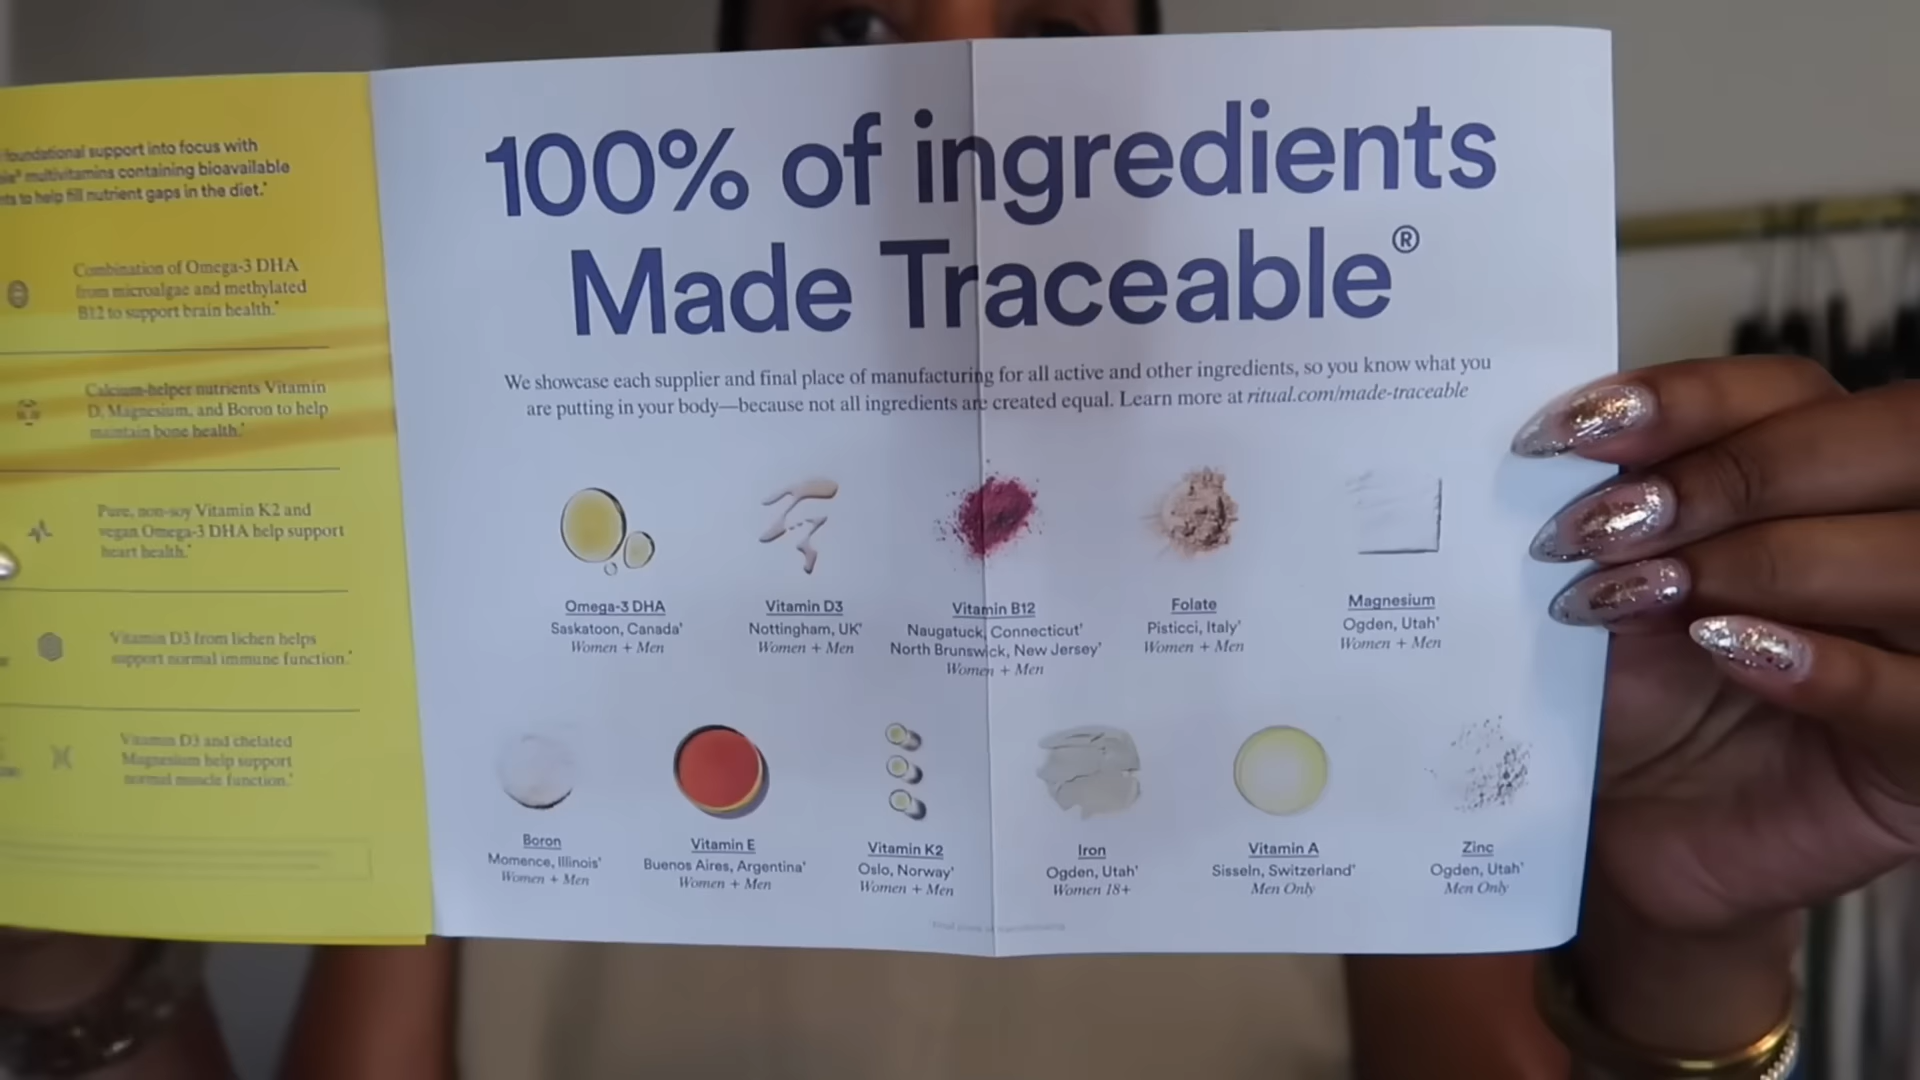 foundational support into focus with
multivitamins containing bioavailable
to help fill nutrient gaps in the diet.*
Combination of Omega-3 DHA
from microalgae and methylated
B12 to support brain health.*
Calcium-helper nutrients Vitamin
D, Magnesium, and Boron to help
maintain bone health.*
Pure, non-soy Vitamin K2 and
vegan Omega-3 DHA help support
heart health.*
Vitamin D3 from lichen helps
support normal immune function.*
Vitamin D3 and chelated
Magnesium help support
normal muscle function.*
100% of ingredients
Made Traceable®
We showcase each supplier and final place of manufacturing for all active and other ingredients, so you know what you
are putting in your body—because not all ingredients are created equal. Learn more at ritual.com/made-traceable
Omega-3 DHA
Saskatoon, Canada†
Women + Men
Vitamin D3
Nottingham, UK†
Women + Men
Vitamin B12
Naugatuck, Connecticut†
North Brunswick, New Jersey†
Women + Men
Folate
Pisticci, Italy†
Women + Men
Magnesium
Ogden, Utah†
Women + Men
Boron
Momence, Illinois†
Women + Men
Vitamin E
Buenos Aires, Argentina†
Women + Men
Vitamin K2
Oslo, Norway†
Women + Men
Iron
Ogden, Utah†
Women 18+
Vitamin A
Sisseln, Switzerland†
Men Only
Zinc
Ogden, Utah†
Men Only